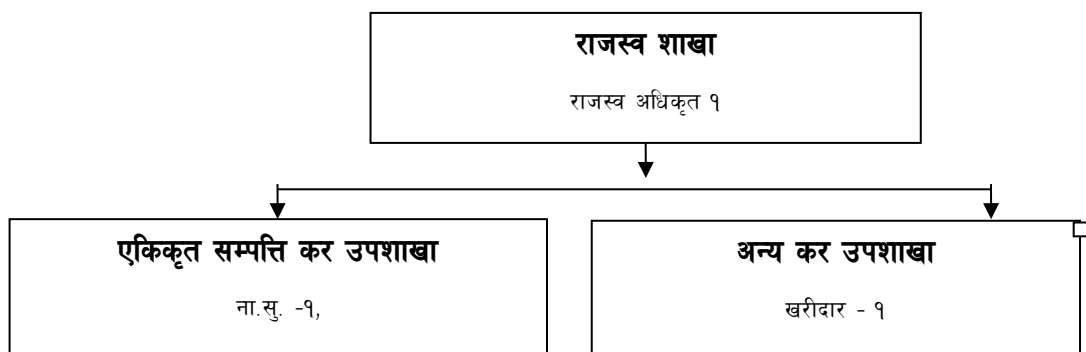 राजस्व शाखा
राजस्व अधिकृत १
एकिकृत सम्पत्ति कर उपशाखा
ना.सु. -१,
अन्य कर उपशाखा
खरीदार - १